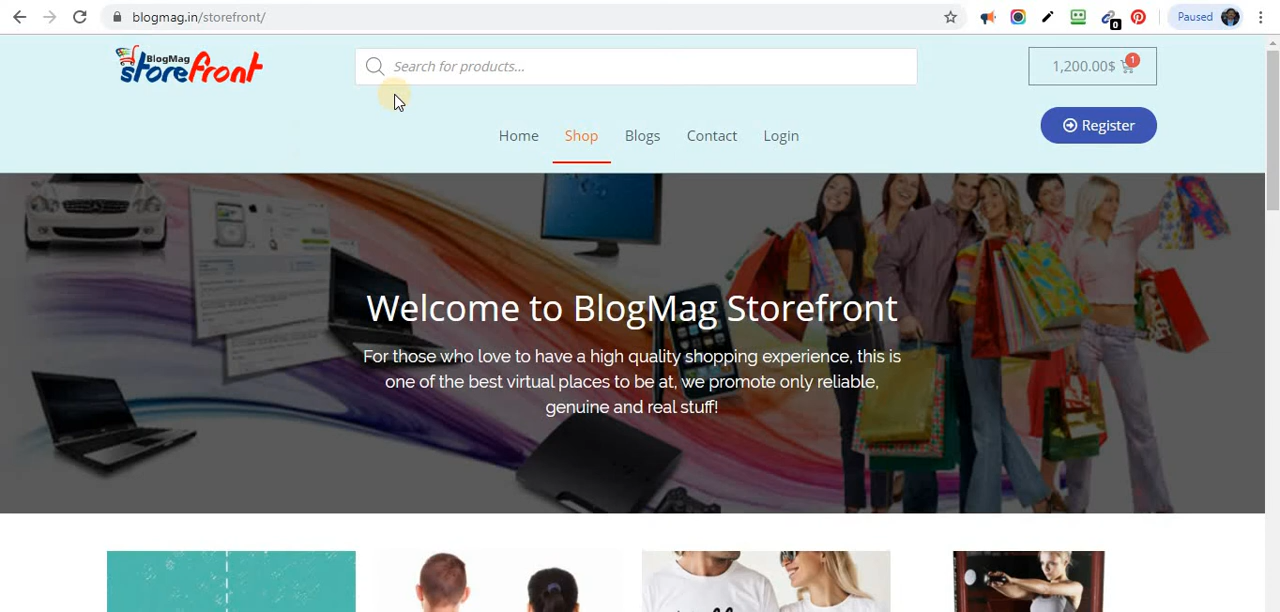 blogmag.in/storefront/
Paused
0
BlogMag
storefront
Search for products...
1,200.00$ 1
Register
Home Shop Blogs Contact Login
Welcome to BlogMag Storefront
For those who love to have a high quality shopping experience, this is
one of the best virtual places to be at, we promote only reliable,
genuine and real stuff!